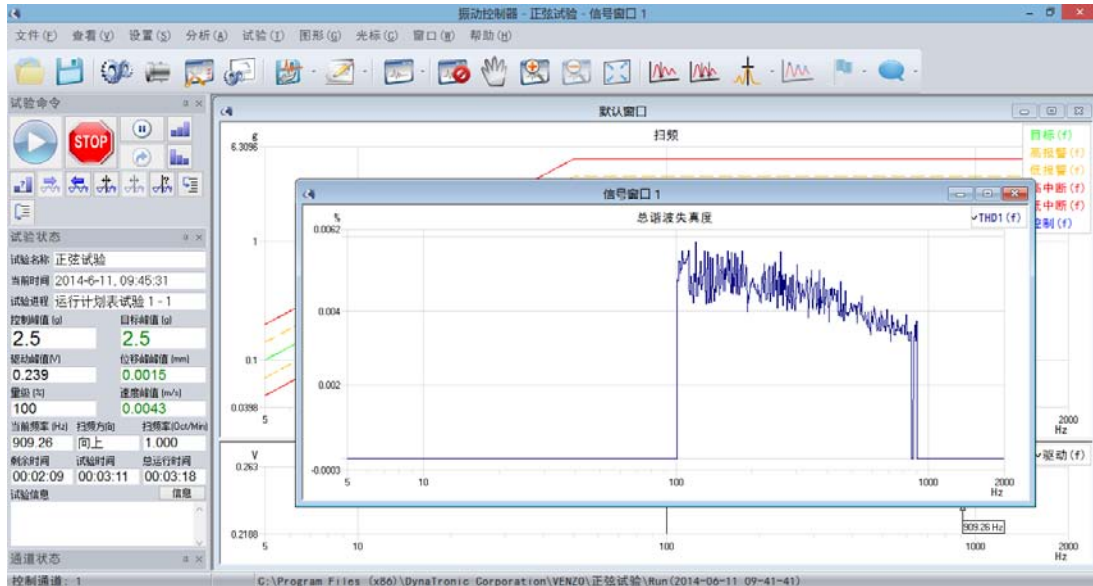 振动控制器 - 正弦试验 - 信号窗口 1
文件(F) 查看(V) 设置(S) 分析(A) 试验(T) 图形(G) 光标(C) 窗口(W) 帮助(H)
试验命令
STOP
试验状态
试验名称 正弦试验
当前时间 2014-6-11, 09:45:31
试验进程 运行计划表试验 1 - 1
控制峰值 (g) 目标峰值 (g)
2.5 2.5
驱动峰值(V) 位移峰峰值 (mm)
0.239 0.0015
量级 (%) 速度峰值 (m/s)
100 0.0043
当前频率 (Hz) 扫频方向 扫频率(Oct/Min)
909.26 向上 1.000
剩余时间 试验时间 总运行时间
00:02:09 00:03:11 00:03:18
试验信息 信息
通道状态
控制通道: 1
默认窗口
扫频
g
6.3096
1
0.1
0.0398
5
2000
Hz
目标(f)
高报警(f)
低报警(f)
高中断(f)
低中断(f)
控制(f)
信号窗口 1
总谐波失真度
THD1(f)
%
0.0062
0.004
0.002
-0.0003
5 10 100 1000 2000
Hz
V
0.263
0.2188
驱动(f)
909.26 Hz
5 10 100 1000 2000
Hz
C:\Program Files (x86)\DynaTronic Corporation\VENZO\正弦试验\Run(2014-06-11 09-41-41)